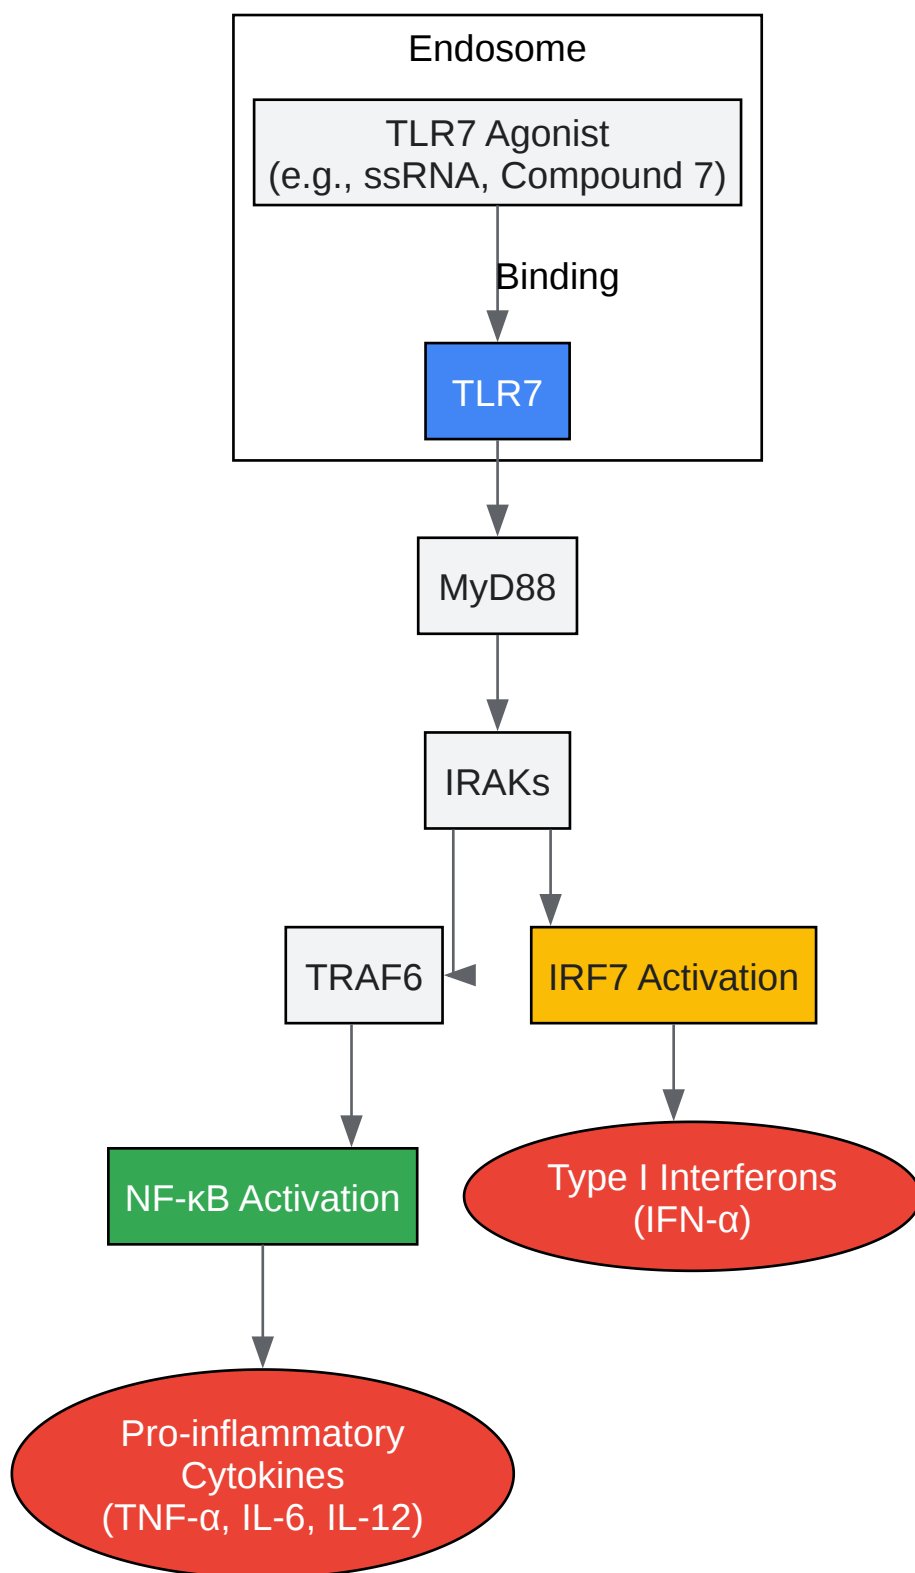 Endosome
TLR7 Agonist
(e.g., ssRNA, Compound 7)
Binding
TLR7
MyD88
IRAKs
TRAF6
IRF7 Activation
NF-κB Activation
Type I Interferons
(IFN-α)
Pro-inflammatory
Cytokines
(TNF-α, IL-6, IL-12)